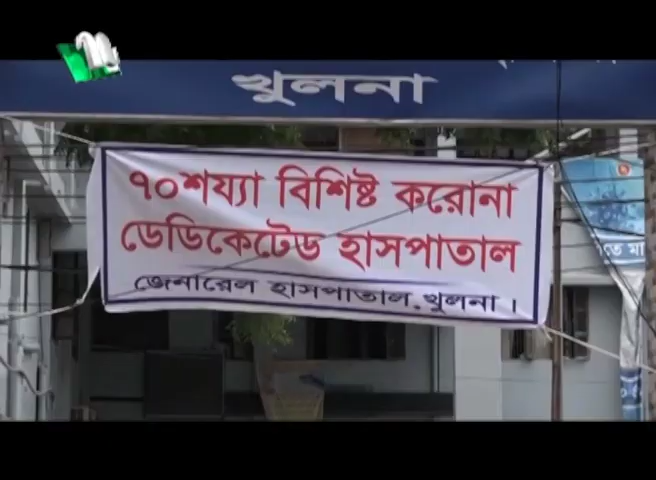 খুলনা
৭০শয্যা বিশিষ্ট করোনা
ডেডিকেটেড হাসপাতাল
জেনারেল হাসপাতাল, খুলনা।